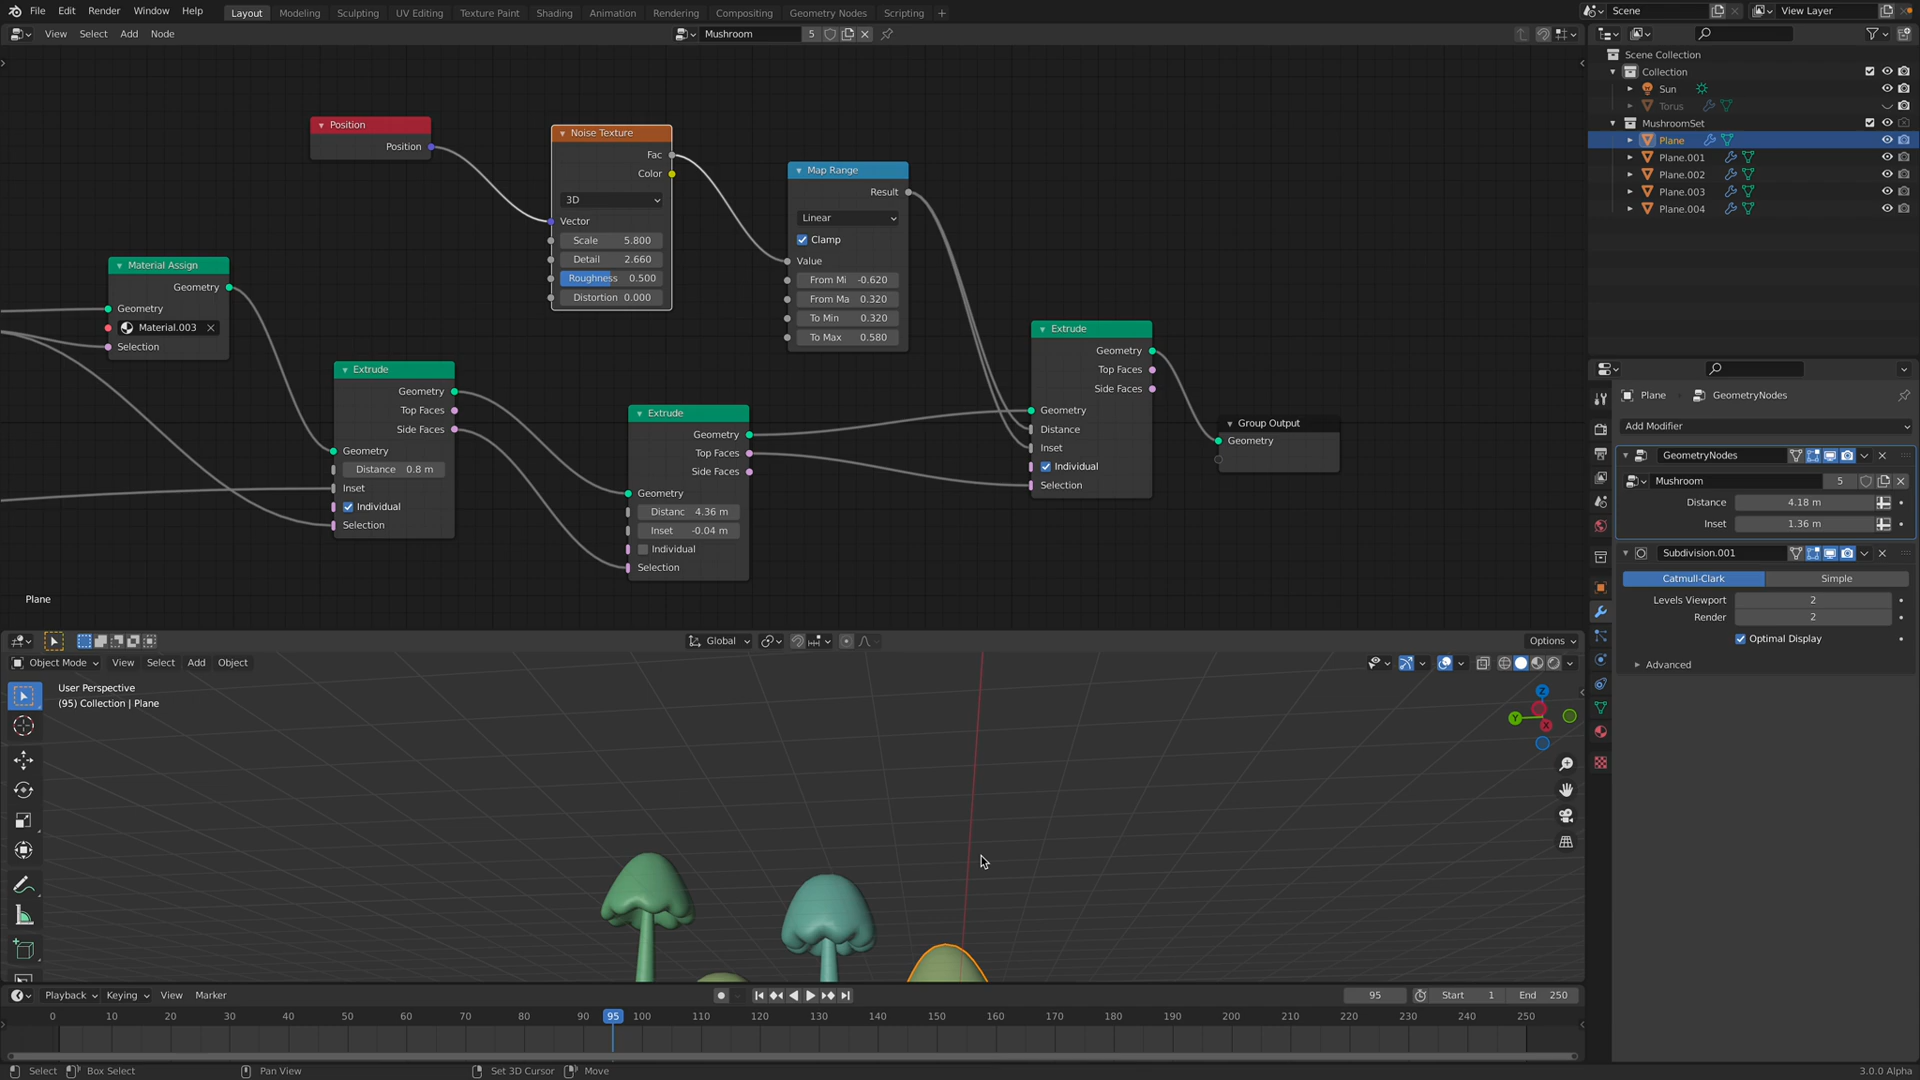 File Edit Render Window Help Layout Modeling Sculpting UV Editing Texture Paint Shading Animation Rendering Compositing Geometry Nodes Scripting + Scene View Layer
View Select Add Node Mushroom 5
Position
Position
Noise Texture
Fac
Color
3D
Vector
Scale 5.800
Detail 2.660
Roughness 0.500
Distortion 0.000
Map Range
Result
Linear
Clamp
Value
From Mi -0.620
From Ma 0.320
To Min 0.320
To Max 0.580
Material Assign
Geometry
Geometry
Material.003
Selection
Extrude
Geometry
Top Faces
Side Faces
Geometry
Distance 0.8 m
Inset
Individual
Selection
Extrude
Geometry
Top Faces
Side Faces
Geometry
Distanc 4.36 m
Inset -0.04 m
Individual
Selection
Extrude
Geometry
Top Faces
Side Faces
Geometry
Distance
Inset
Individual
Selection
Group Output
Geometry
Plane
Scene Collection
Collection
Sun
Torus
MushroomSet
Plane
Plane.001
Plane.002
Plane.003
Plane.004
Plane GeometryNodes
Add Modifier
GeometryNodes
Mushroom 5
Distance 4.18 m
Inset 1.36 m
Subdivision.001
Catmull-Clark Simple
Levels Viewport 2
Render 2
Optimal Display
Advanced
Global Options
Object Mode View Select Add Object
User Perspective
(95) Collection | Plane
Z
Y
X
Playback Keying View Marker 95 Start 1 End 250
0 10 20 30 40 50 60 70 80 90 95 100 110 120 130 140 150 160 170 180 190 200 210 220 230 240 250
Select Box Select Pan View Set 3D Cursor Move 3.0.0 Alpha